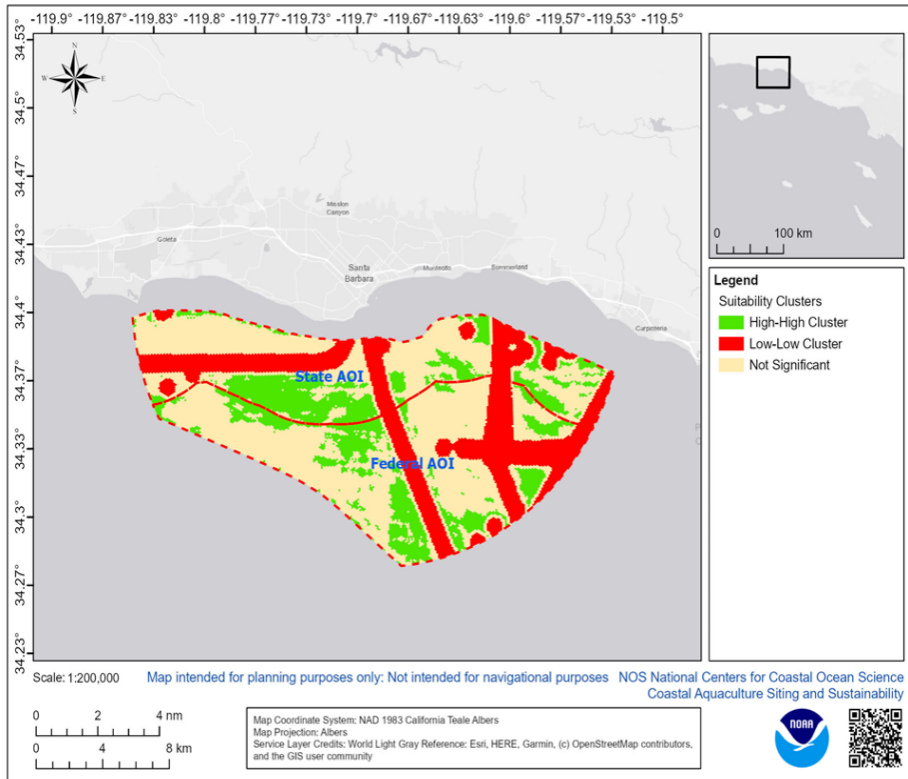 -119.9° -119.87° -119.83° -119.8° -119.77° -119.73° -119.7° -119.67° -119.63° -119.6° -119.57° -119.53° -119.5°
34.53°
34.5°
34.47°
34.43°
34.4°
34.37°
34.33°
34.3°
34.27°
34.23°
N
W E
S
Mission
Canyon
Goleta
Santa
Barbara
Montecito
Summerland
Carpinteria
State AOI
Federal AOI
0 100 km
Legend
Suitability Clusters
High-High Cluster
Low-Low Cluster
Not Significant
Scale: 1:200,000
Map intended for planning purposes only: Not intended for navigational purposes
NOS National Centers for Coastal Ocean Science
Coastal Aquaculture Siting and Sustainability
0 2 4 nm
0 4 8 km
Map Coordinate System: NAD 1983 California Teale Albers
Map Projection: Albers
Service Layer Credits: World Light Gray Reference: Esri, HERE, Garmin, (c) OpenStreetMap contributors,
and the GIS user community
NOAA